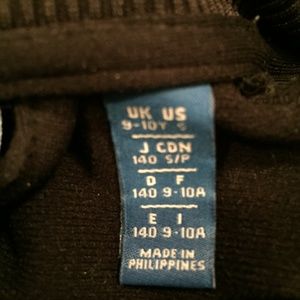 UK US
9-10Y S
J CDN
140 S/P
D F
140 9-10A
E I
140 9-10A
MADE IN
PHILIPPINES